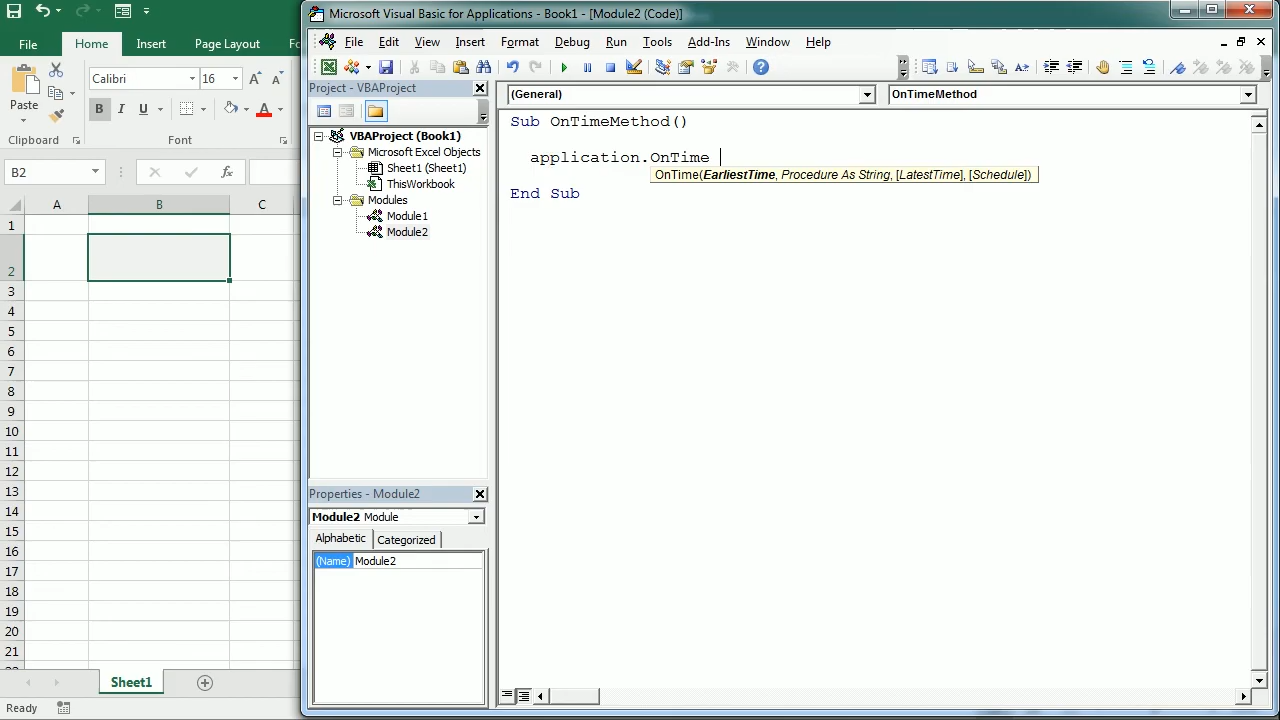 Microsoft Visual Basic for Applications - Book1 - [Module2 (Code)]
File Home Insert Page Layout Fo
File Edit View Insert Format Debug Run Tools Add-Ins Window Help
Calibri 16 A A
Paste B I U A
Clipboard Font
B2 fx
A B C
1
2
3
4
5
6
7
8
9
10
11
12
13
14
15
16
17
18
19
20
21
Sheet1
Ready
Project - VBAProject
VBAProject (Book1)
Microsoft Excel Objects
Sheet1 (Sheet1)
ThisWorkbook
Modules
Module1
Module2
Properties - Module2
Module2 Module
Alphabetic Categorized
(Name) Module2
(General) OnTimeMethod
Sub OnTimeMethod()
application.OnTime
OnTime(EarliestTime, Procedure As String, [LatestTime], [Schedule])
End Sub